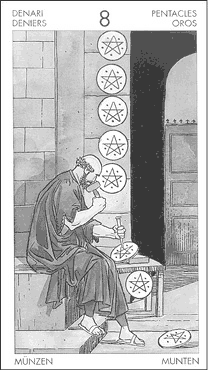 DENARI
DENIERS
8
PENTACLES
OROS
MÜNZEN
MUNTEN